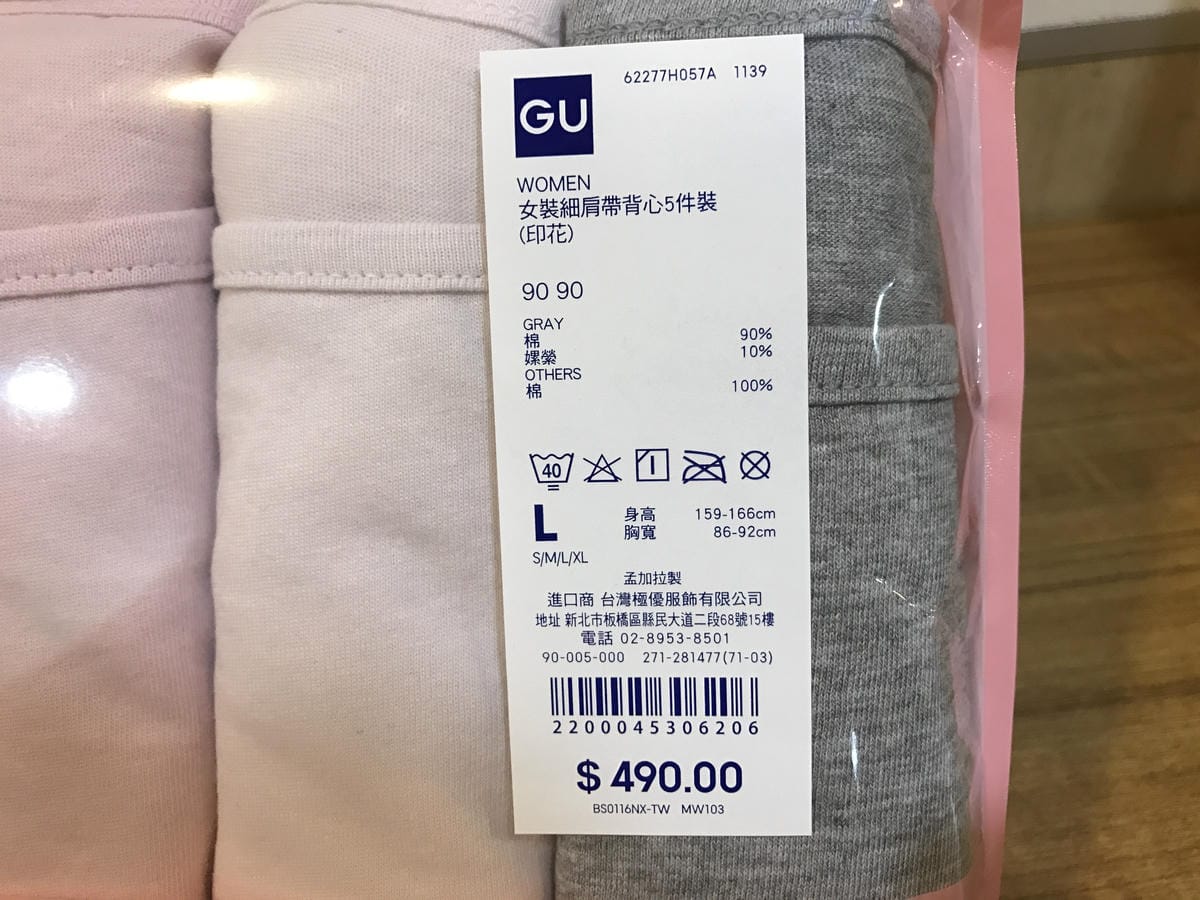 62277H057A 1139
GU
WOMEN
女裝細肩帶背心5件裝
(印花)
90 90
GRAY
棉 90%
嫘縈 10%
OTHERS
棉 100%
40
L 身高 159-166cm
胸寬 86-92cm
S/M/L/XL
孟加拉製
進口商 台灣極優服飾有限公司
地址 新北市板橋區縣民大道二段68號15樓
電話 02-8953-8501
90-005-000 271-281477(71-03)
2200045306206
$ 490.00
BS0116NX-TW MW103